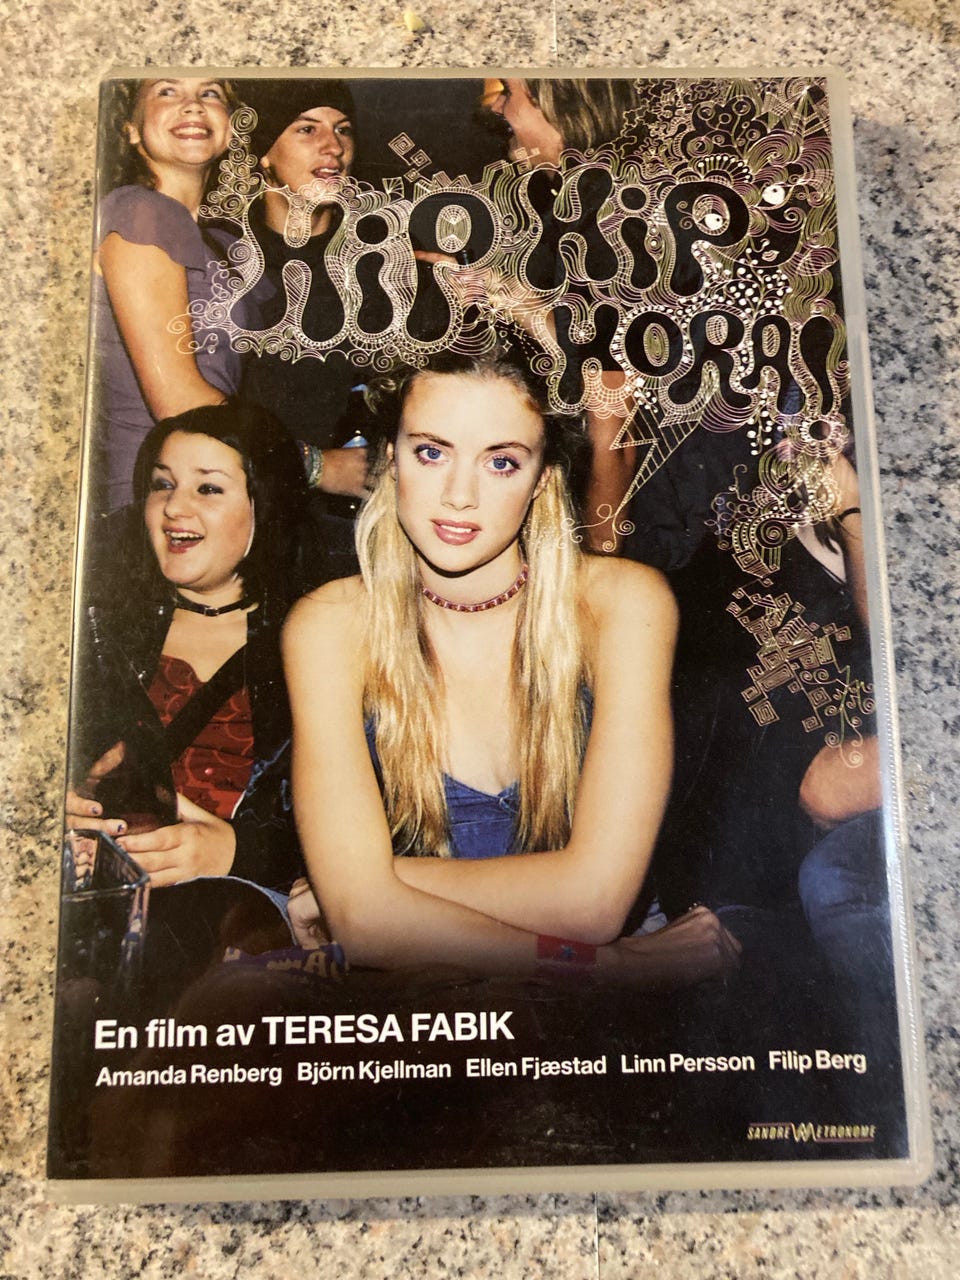 HiP HiP
HORA!
En film av TERESA FABIK
Amanda Renberg Björn Kjellman Ellen Fjæstad Linn Persson Filip Berg
SANDREW METRONOME